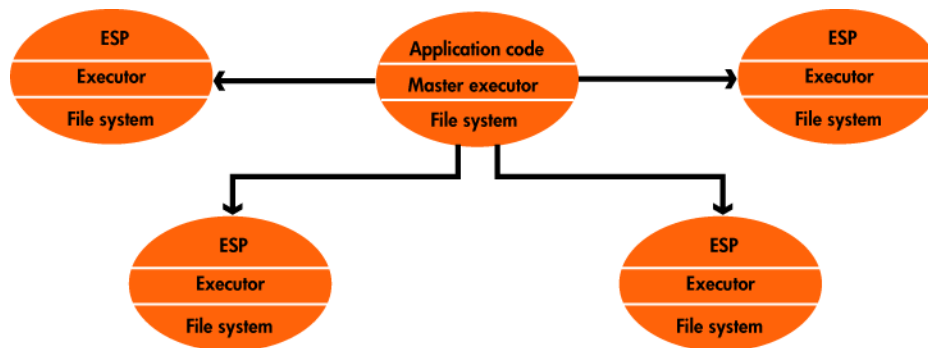 ESP
Executor
File system
Application code
Master executor
File system
ESP
Executor
File system
ESP
Executor
File system
ESP
Executor
File system